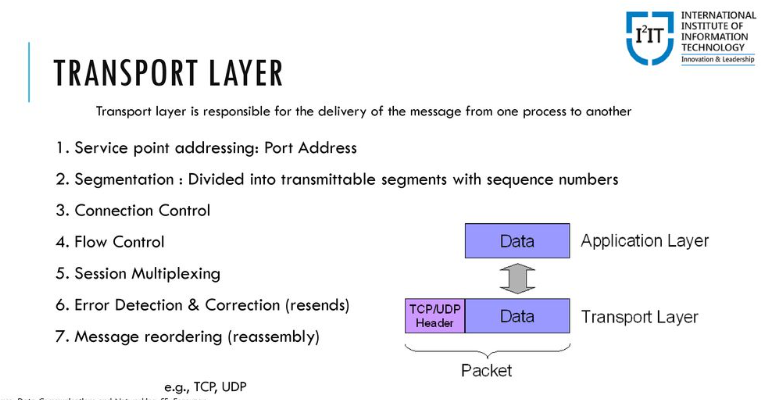 INTERNATIONAL
INSTITUTE OF
INFORMATION
TECHNOLOGY
Innovation & Leadership
I²IT
TRANSPORT LAYER
Transport layer is responsible for the delivery of the message from one process to another
1. Service point addressing: Port Address
2. Segmentation : Divided into transmittable segments with sequence numbers
3. Connection Control
4. Flow Control
5. Session Multiplexing
6. Error Detection & Correction (resends)
7. Message reordering (reassembly)
Data
Application Layer
TCP/UDP
Header
Data
Transport Layer
Packet
e.g., TCP, UDP